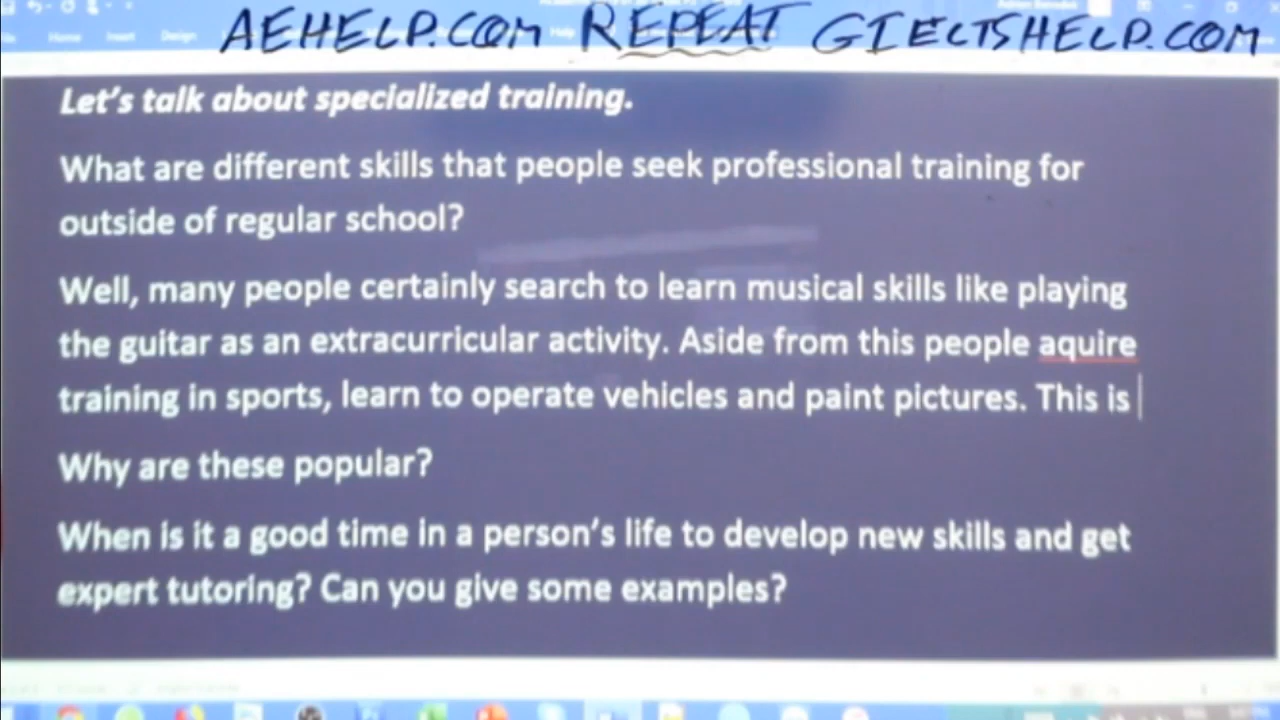 AEHELP.COM REPEAT GIELTSHELP.COM
Home Insert Design Help
Let's talk about specialized training.
What are different skills that people seek professional training for
outside of regular school?
Well, many people certainly search to learn musical skills like playing
the guitar as an extracurricular activity. Aside from this people aquire
training in sports, learn to operate vehicles and paint pictures. This is
Why are these popular?
When is it a good time in a person's life to develop new skills and get
expert tutoring? Can you give some examples?